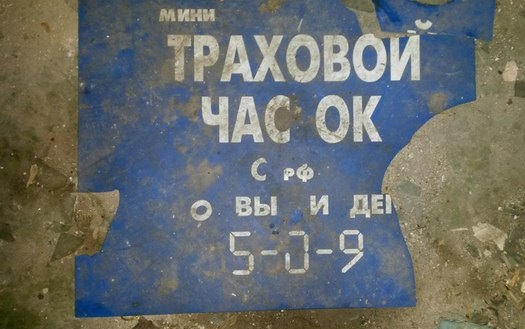 МИНИ
ТРАХОВОЙ
ЧАС ОК
С РФ
О ВЫ И ДЕ
5-0-9